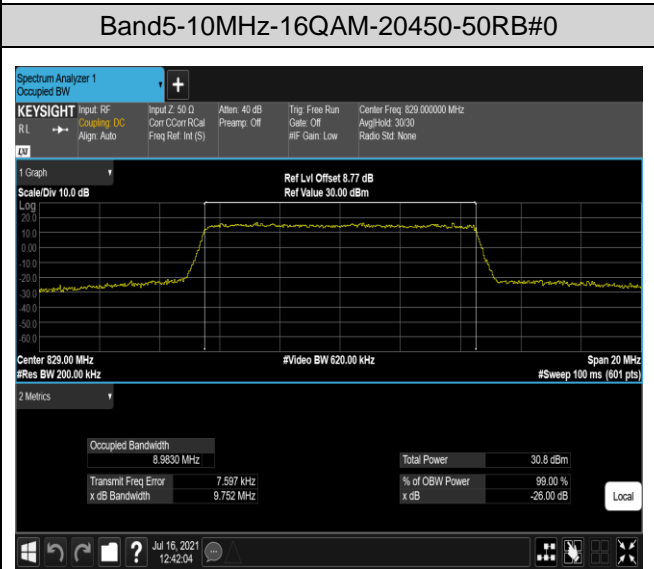 Band5-10MHz-16QAM-20450-50RB#0
Spectrum Analyzer 1
Occupied BW
+
KEYSIGHT
RL
LXI
Input: RF
Coupling: DC
Align: Auto
Input Z: 50 Ω
Corr CCorr RCal
Freq Ref: Int (S)
Atten: 40 dB
Preamp: Off
Trig: Free Run
Gate: Off
#IF Gain: Low
Center Freq: 829.000000 MHz
Avg|Hold: 30/30
Radio Std: None
1 Graph
Scale/Div 10.0 dB
Ref Lvl Offset 8.77 dB
Ref Value 30.00 dBm
Log
20.0
10.0
0.00
-10.0
-20.0
-30.0
-40.0
-50.0
-60.0
Center 829.00 MHz
#Video BW 620.00 kHz
Span 20 MHz
#Res BW 200.00 kHz
#Sweep 100 ms (601 pts)
2 Metrics
Occupied Bandwidth
8.9830 MHz
Total Power 30.8 dBm
Transmit Freq Error 7.597 kHz
% of OBW Power 99.00 %
x dB Bandwidth 9.752 MHz
x dB -26.00 dB
Local
?
Jul 16, 2021
12:42:04